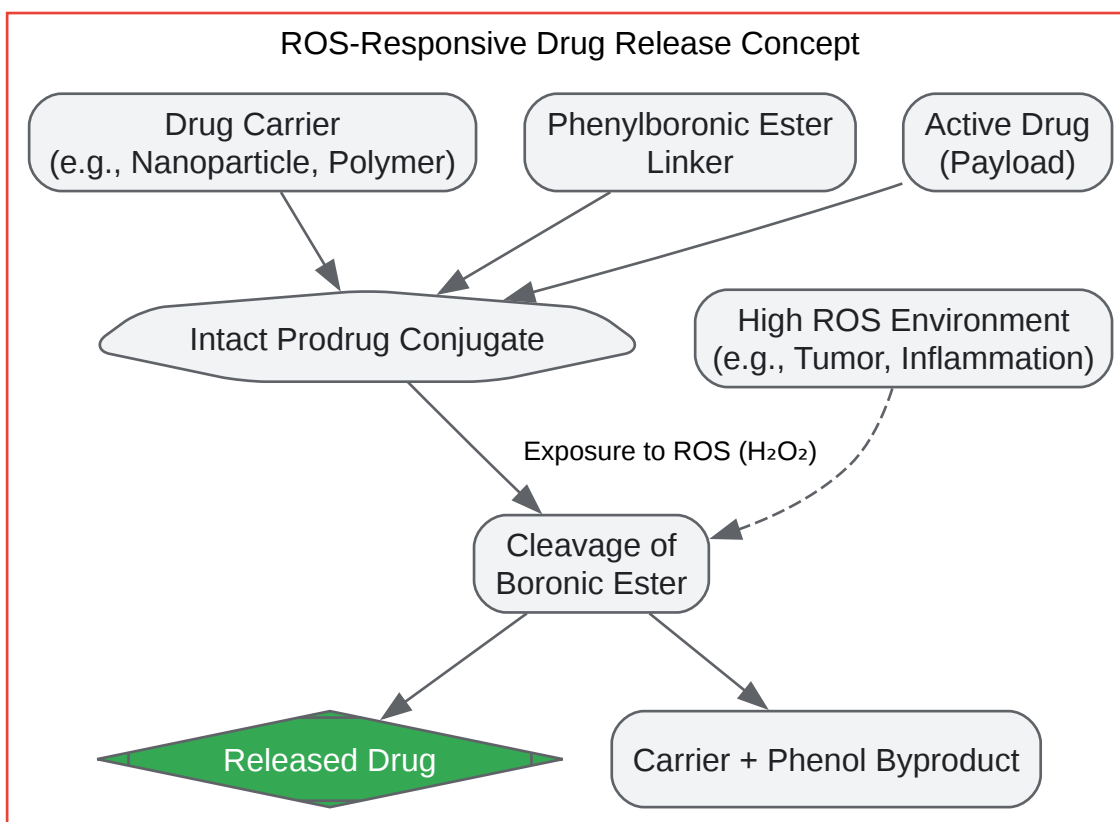 ROS-Responsive Drug Release Concept
Drug Carrier
(e.g., Nanoparticle, Polymer)
Phenylboronic Ester
Linker
Active Drug
(Payload)
Intact Prodrug Conjugate
High ROS Environment
(e.g., Tumor, Inflammation)
Exposure to ROS (H₂O₂)
Cleavage of
Boronic Ester
Released Drug
Carrier + Phenol Byproduct